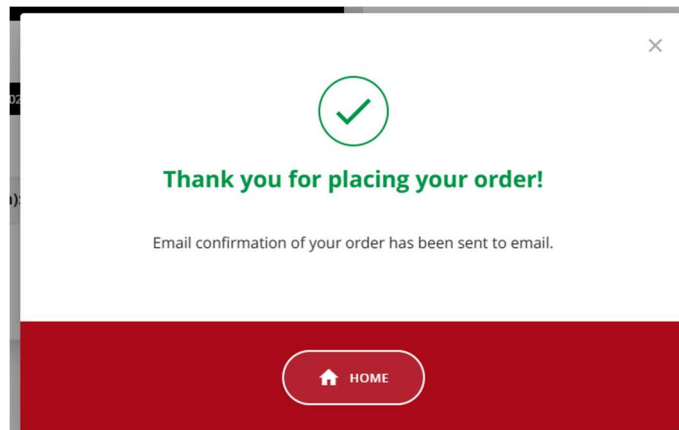 Thank you for placing your order!
Email confirmation of your order has been sent to email.
HOME